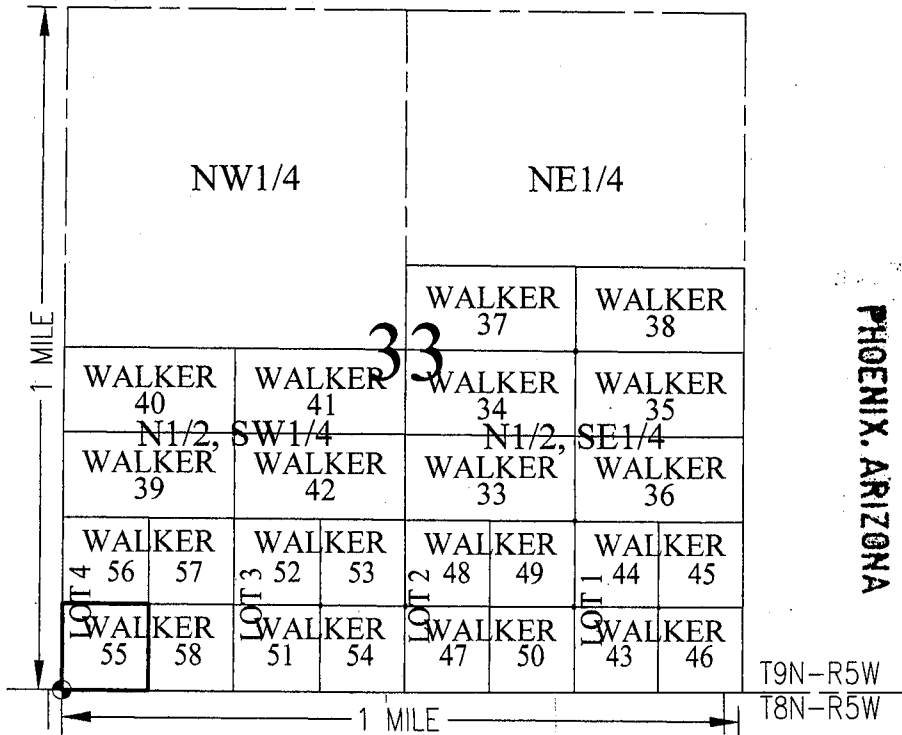 NW1/4
NE1/4
1 MILE
WALKER
37
WALKER
38
33
WALKER
40
WALKER
41
WALKER
34
WALKER
35
N1/2, SW1/4
N1/2, SE1/4
WALKER
39
WALKER
42
WALKER
33
WALKER
36
LOT 4
WALKER
56 57
LOT 3
WALKER
52 53
LOT 2
WALKER
48 49
LOT 1
WALKER
44 45
WALKER
55 58
WALKER
51 54
WALKER
47 50
WALKER
43 46
T9N-R5W
T8N-R5W
1 MILE
PHOENIX, ARIZONA